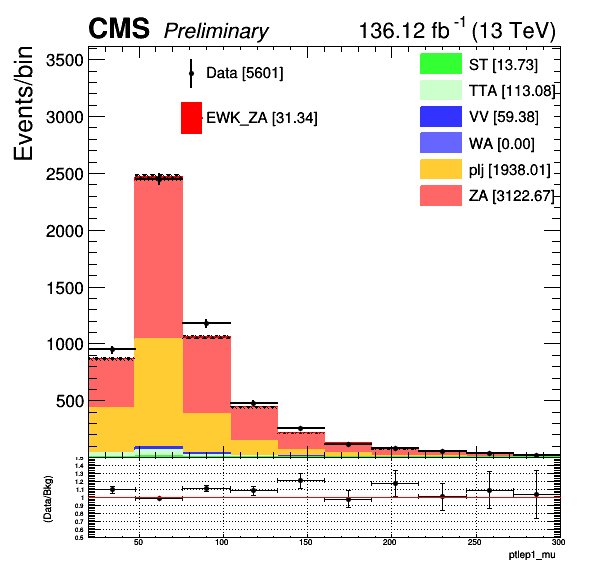 CMS Preliminary 136.12 fb⁻¹ (13 TeV)
Events/bin
3500
3000
2500
2000
1500
1000
500
Data [5601]
EWK_ZA [31.34]
ST [13.73]
TTA [113.08]
VV [59.38]
WA [0.00]
plj [1938.01]
ZA [3122.67]
(Data/Bkg)
1.5
1.4
1.3
1.2
1.1
1
0.9
0.8
0.7
0.6
0.5
50 100 150 200 250 300
ptlep1_mu